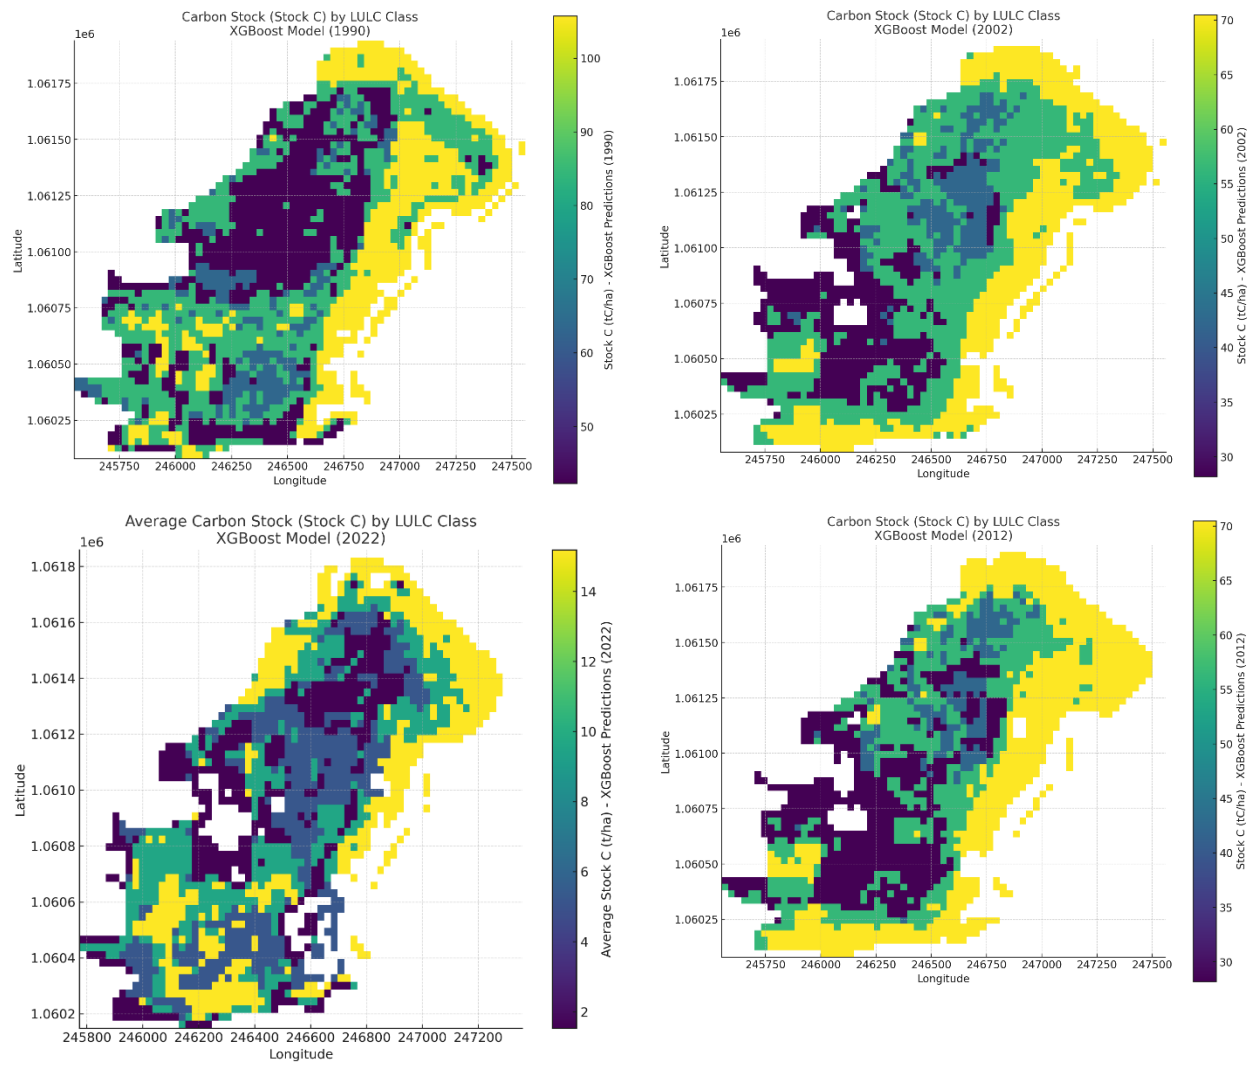 Carbon Stock (Stock C) by LULC Class
XGBoost Model (1990)
1e6
1.06175
1.06150
1.06125
1.06100
1.06075
1.06050
1.06025
Latitude
245750 246000 246250 246500 246750 247000 247250 247500
Longitude
100
90
80
70
60
50
Stock C (tC/ha) - XGBoost Predictions (1990)
Carbon Stock (Stock C) by LULC Class
XGBoost Model (2002)
1e6
1.06175
1.06150
1.06125
1.06100
1.06075
1.06050
1.06025
Latitude
245750 246000 246250 246500 246750 247000 247250 247500
Longitude
70
65
60
55
50
45
40
35
30
Stock C (tC/ha) - XGBoost Predictions (2002)
Average Carbon Stock (Stock C) by LULC Class
XGBoost Model (2022)
1e6
1.0618
1.0616
1.0614
1.0612
1.0610
1.0608
1.0606
1.0604
1.0602
Latitude
245800 246000 246200 246400 246600 246800 247000 247200
Longitude
14
12
10
8
6
4
2
Average Stock C (t/ha) - XGBoost Predictions (2022)
Carbon Stock (Stock C) by LULC Class
XGBoost Model (2012)
1e6
1.06175
1.06150
1.06125
1.06100
1.06075
1.06050
1.06025
Latitude
245750 246000 246250 246500 246750 247000 247250 247500
Longitude
70
65
60
55
50
45
40
35
30
Stock C (tC/ha) - XGBoost Predictions (2012)